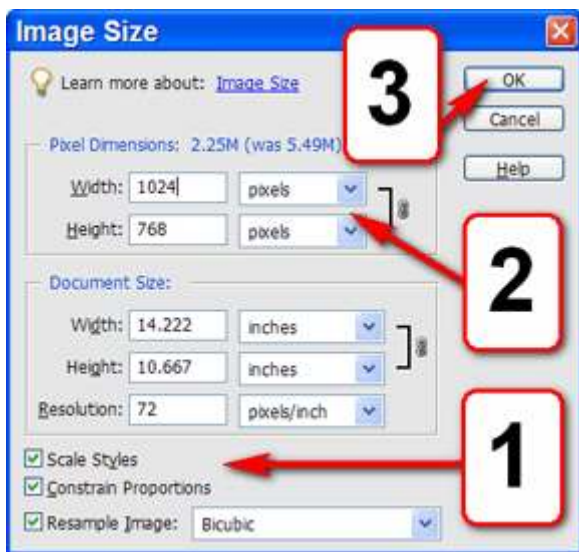 Image Size
Learn more about: Image Size
3
OK
Cancel
Pixel Dimensions: 2.25M (was 5.49M)
Help
Width: 1024 pixels
Height: 768 pixels
2
Document Size:
Width: 14.222 inches
Height: 10.667 inches
Resolution: 72 pixels/inch
1
Scale Styles
Constrain Proportions
Resample Image: Bicubic